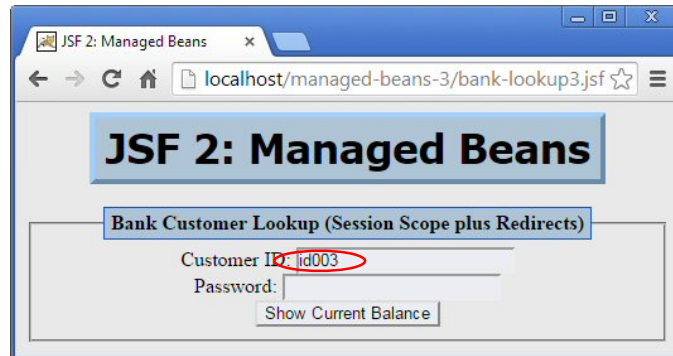 JSF 2: Managed Beans
localhost/managed-beans-3/bank-lookup3.jsf
JSF 2: Managed Beans
Bank Customer Lookup (Session Scope plus Redirects)
Customer ID: id003
Password:
Show Current Balance